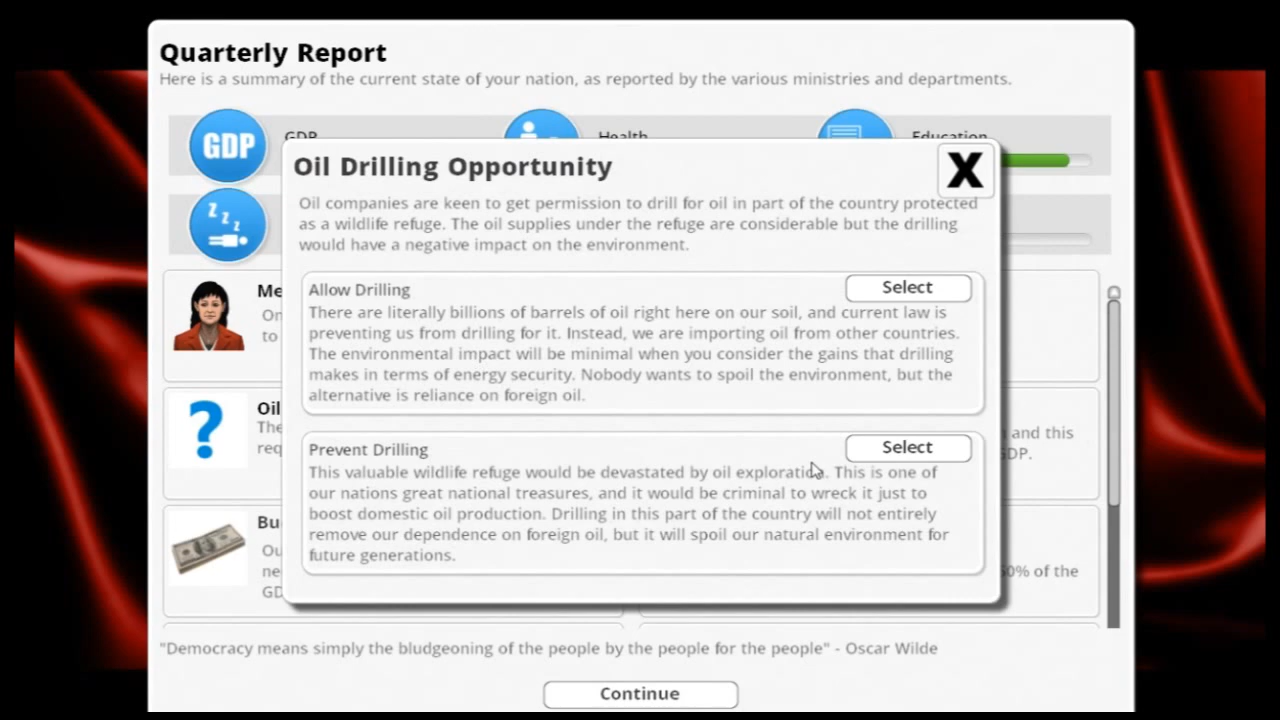 Quarterly Report
Here is a summary of the current state of your nation, as reported by the various ministries and departments.
GDP
GDP
Health
Education
Z Z Z
Oil Drilling Opportunity
X
Oil companies are keen to get permission to drill for oil in part of the country protected
as a wildlife refuge. The oil supplies under the refuge are considerable but the drilling
would have a negative impact on the environment.
Allow Drilling
Select
There are literally billions of barrels of oil right here on our soil, and current law is
preventing us from drilling for it. Instead, we are importing oil from other countries.
The environmental impact will be minimal when you consider the gains that drilling
makes in terms of energy security. Nobody wants to spoil the environment, but the
alternative is reliance on foreign oil.
Prevent Drilling
Select
This valuable wildlife refuge would be devastated by oil This is one of
our nations great national treasures, and it would be criminal to wreck it just to
boost domestic oil production. Drilling in this part of the country will not entirely
remove our dependence on foreign oil, but it will spoil our natural environment for
future generations.
Me
to
Oil
The
req
and this
GDP.
?
Bu
Ou
ne
GD
of the
"Democracy means simply the bludgeoning of the people by the people for the people" - Oscar Wilde
Continue